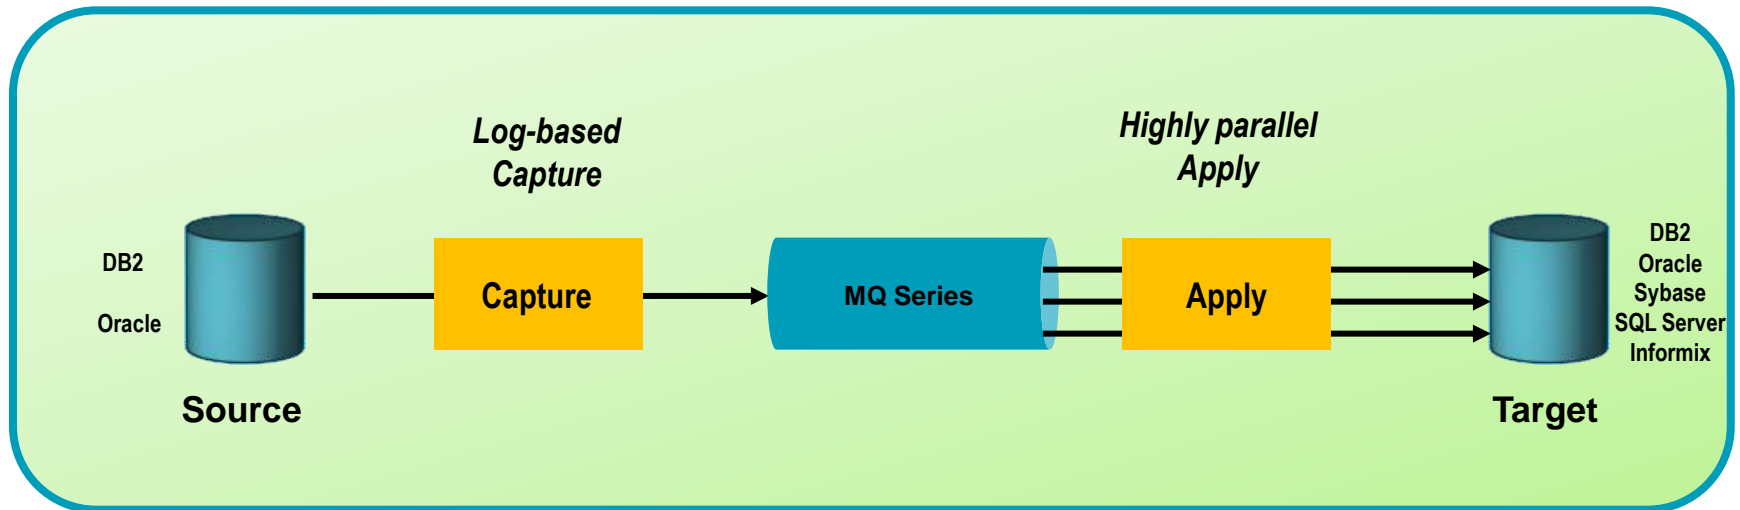 Log-based
Capture
Highly parallel
Apply
DB2
Oracle
Source
Capture
MQ Series
Apply
DB2
Oracle
Sybase
SQL Server
Informix
Target